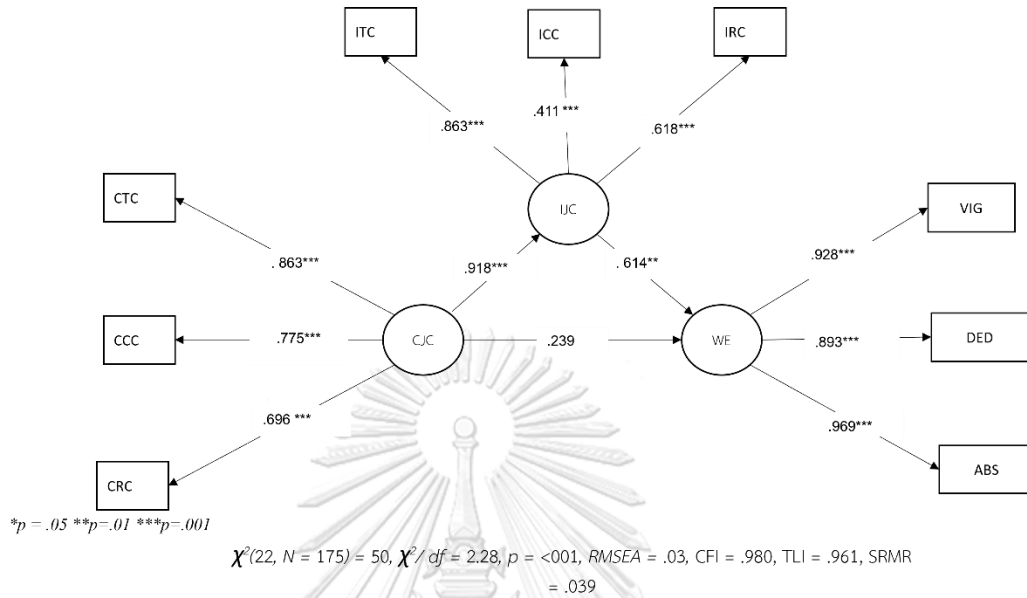 ITC
ICC
IRC
.863***
.411 ***
.618***
CTC
IJC
VIG
. 863***
.918***
. 614**
.928***
CCC
.775***
CJC
.239
WE
.893***
DED
.696 ***
.969***
CRC
ABS
*p = .05 **p=.01 ***p=.001
χ²(22, N = 175) = 50, χ²/ df = 2.28, p = <001, RMSEA = .03, CFI = .980, TLI = .961, SRMR
= .039